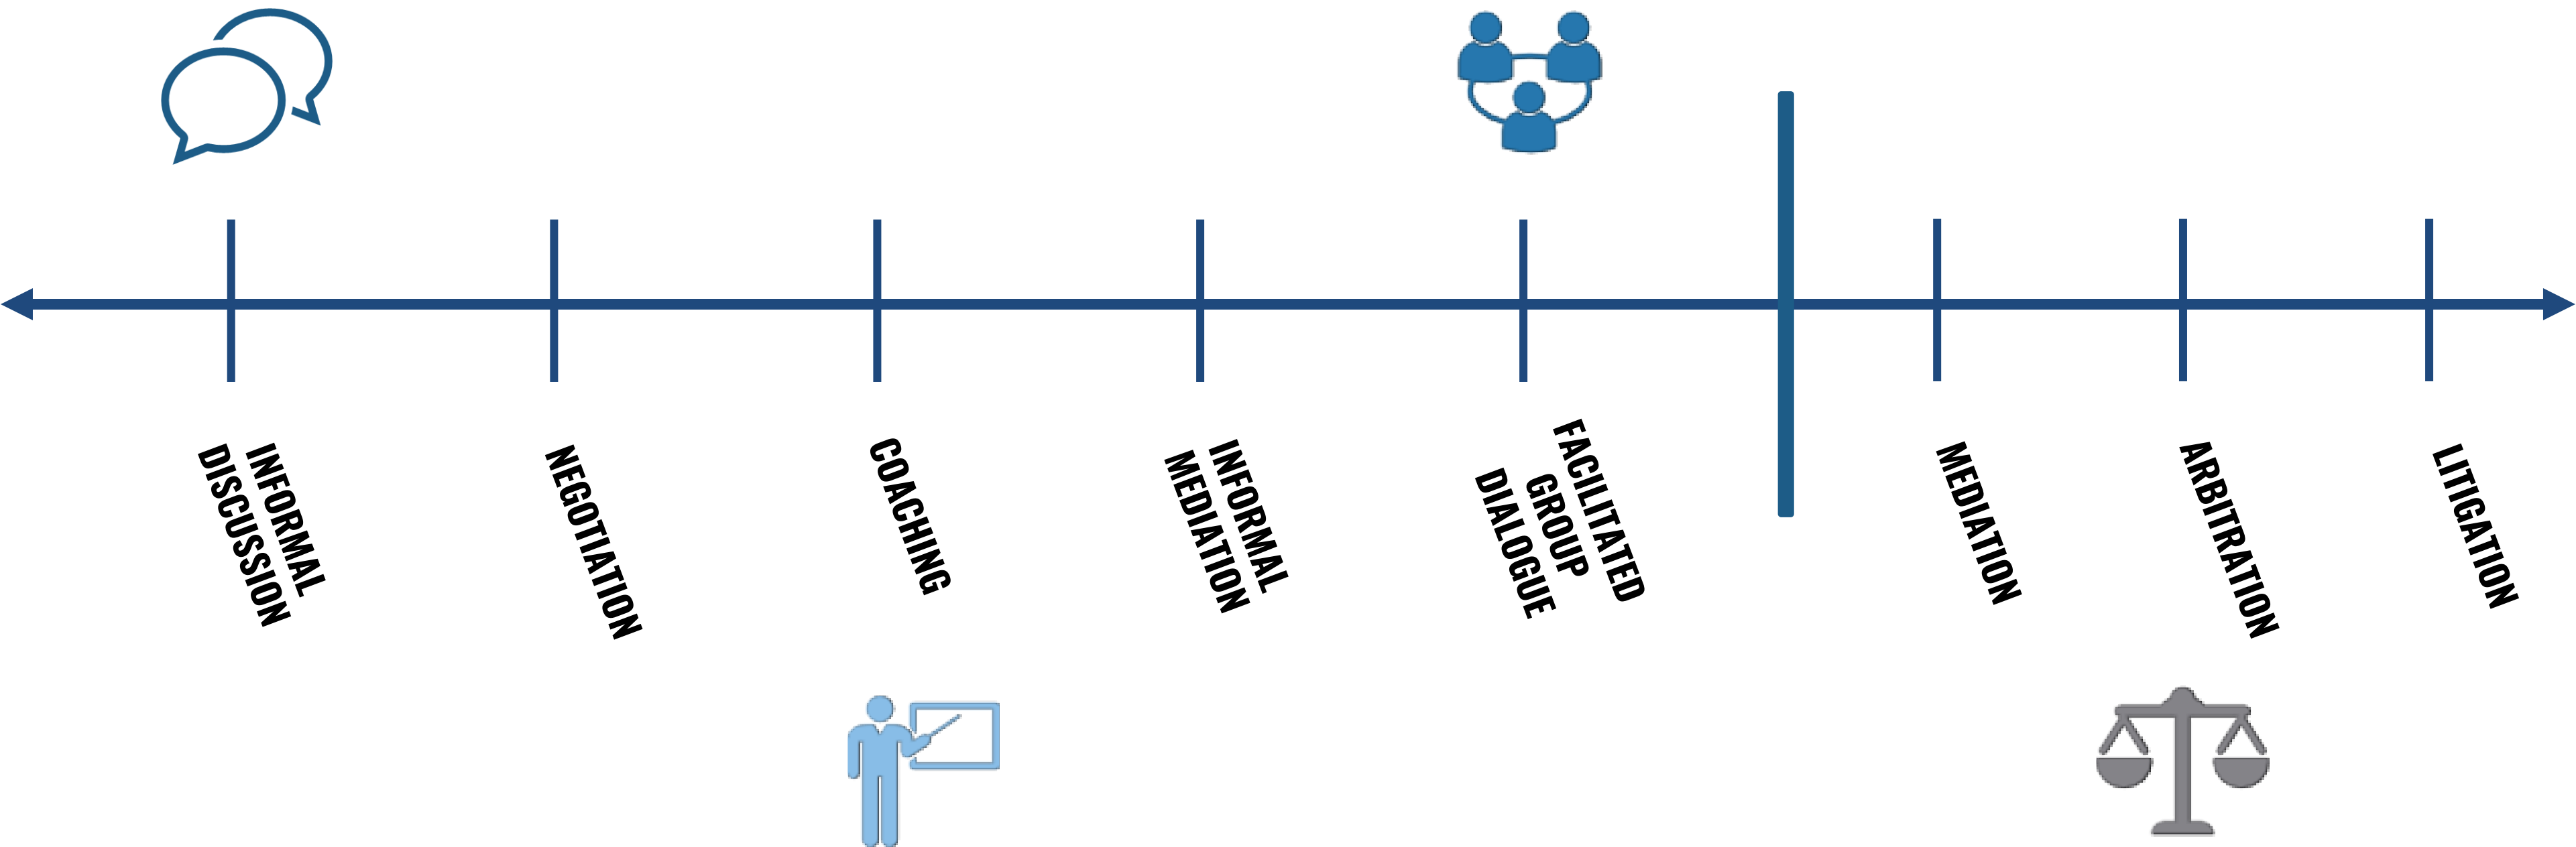 INFORMAL
DISCUSSION
NEGOTIATION
COACHING
INFORMAL
MEDIATION
FACILITATED
GROUP
DIALOGUE
MEDIATION
ARBITRATION
LITIGATION